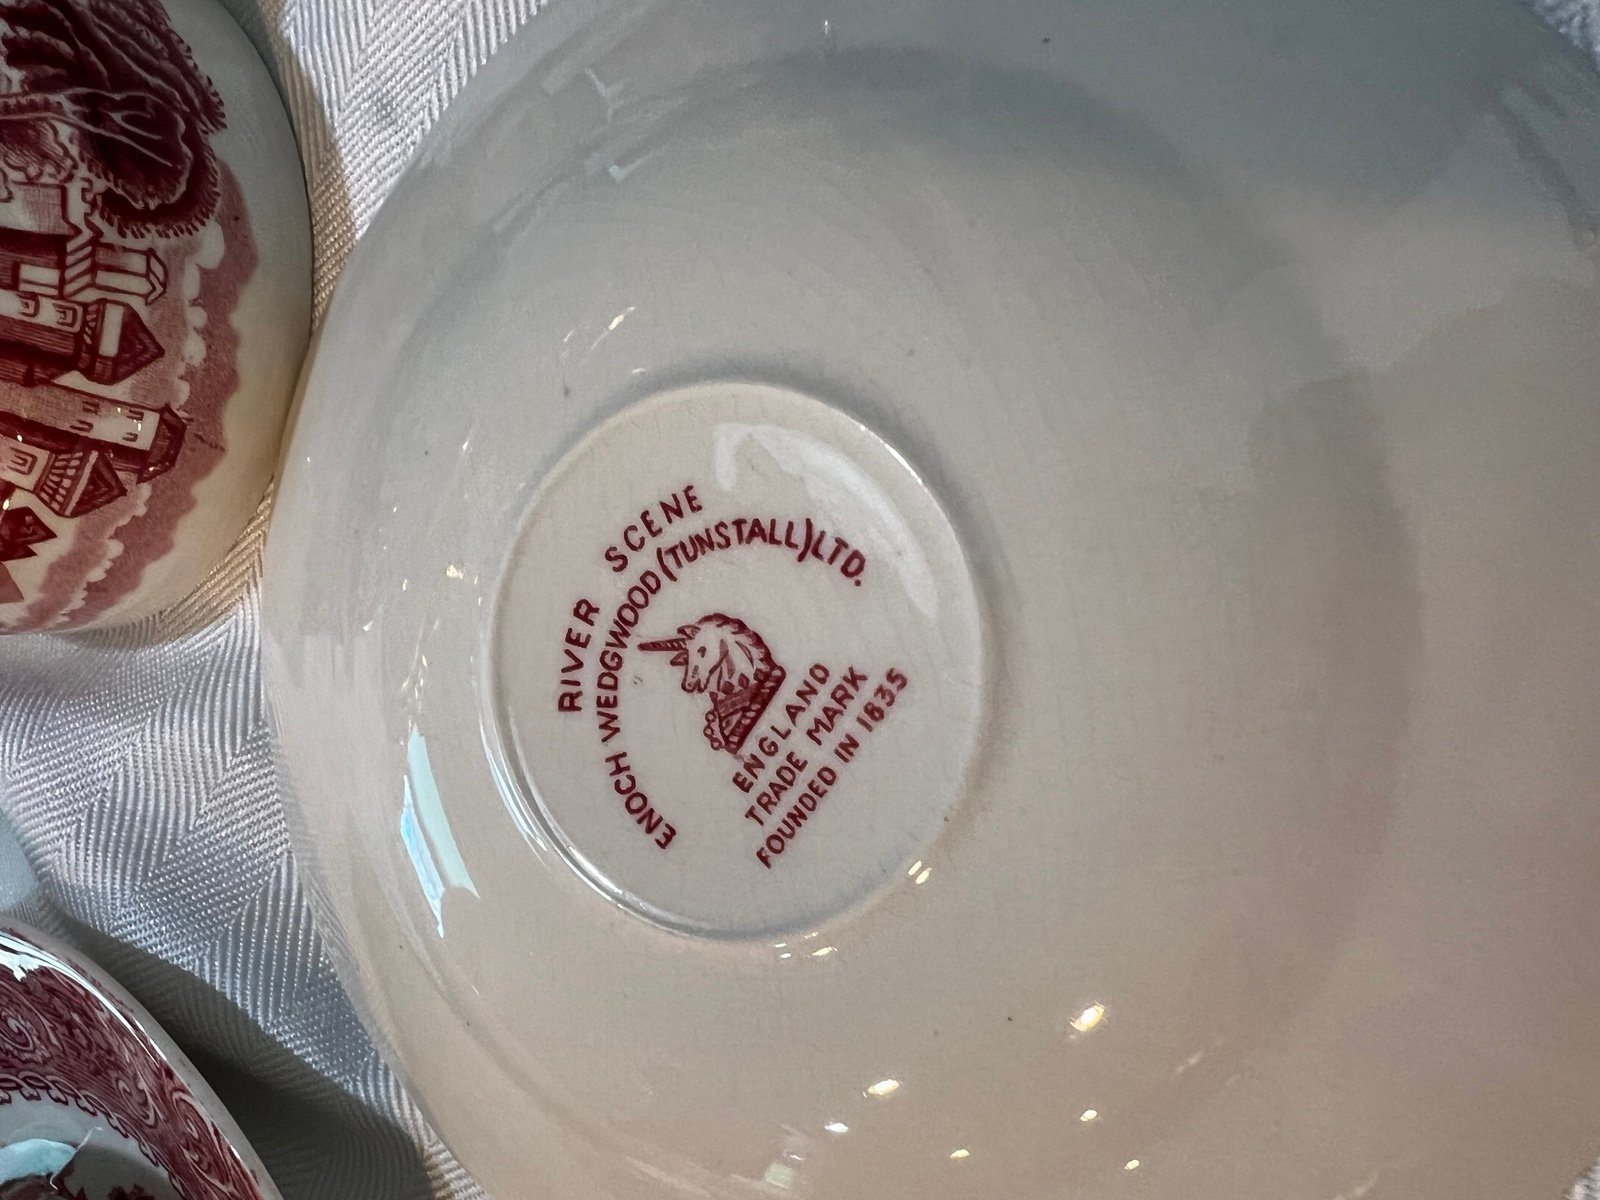 RIVER SCENE
ENOCH WEDGWOOD (TUNSTALL) LTD.
ENGLAND
TRADE MARK
FOUNDED IN 1835